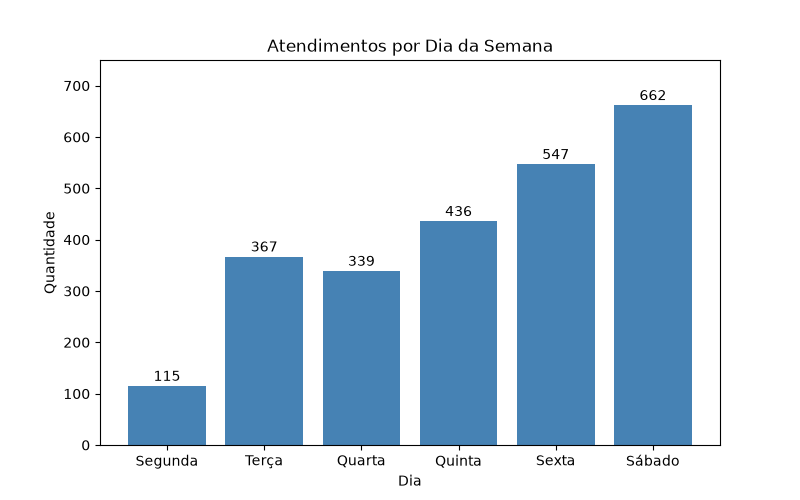 Atendimentos por Dia da Semana
Quantidade
700
600
500
400
300
200
100
0
115
367
339
436
547
662
Segunda
Terça
Quarta
Quinta
Sexta
Sábado
Dia